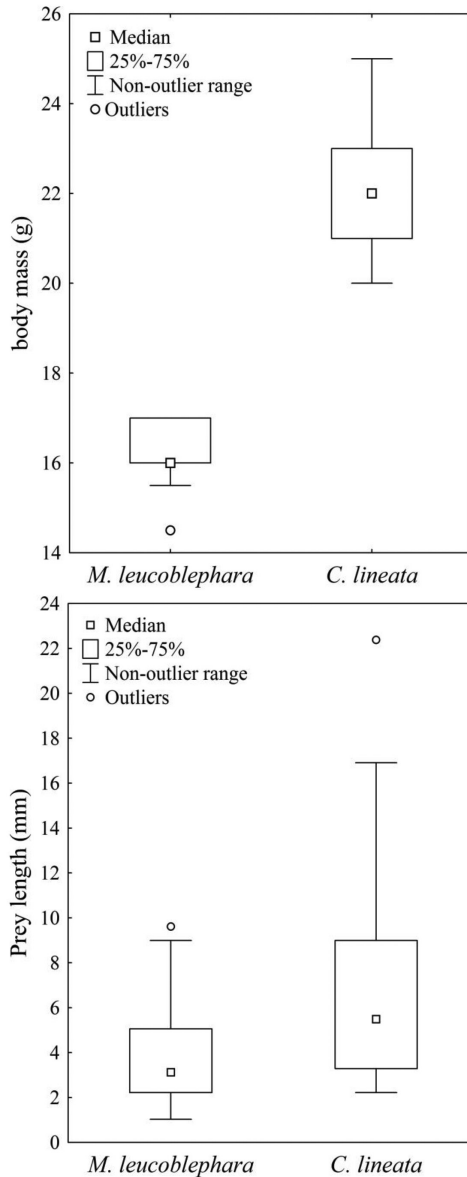 26
24
22
20
18
16
14
body mass (g)
Median
25%-75%
Non-outlier range
Outliers
M. leucoblephara C. lineata
24
22
20
18
16
14
12
10
8
6
4
2
0
Prey length (mm)
Median
25%-75%
Non-outlier range
Outliers
M. leucoblephara C. lineata